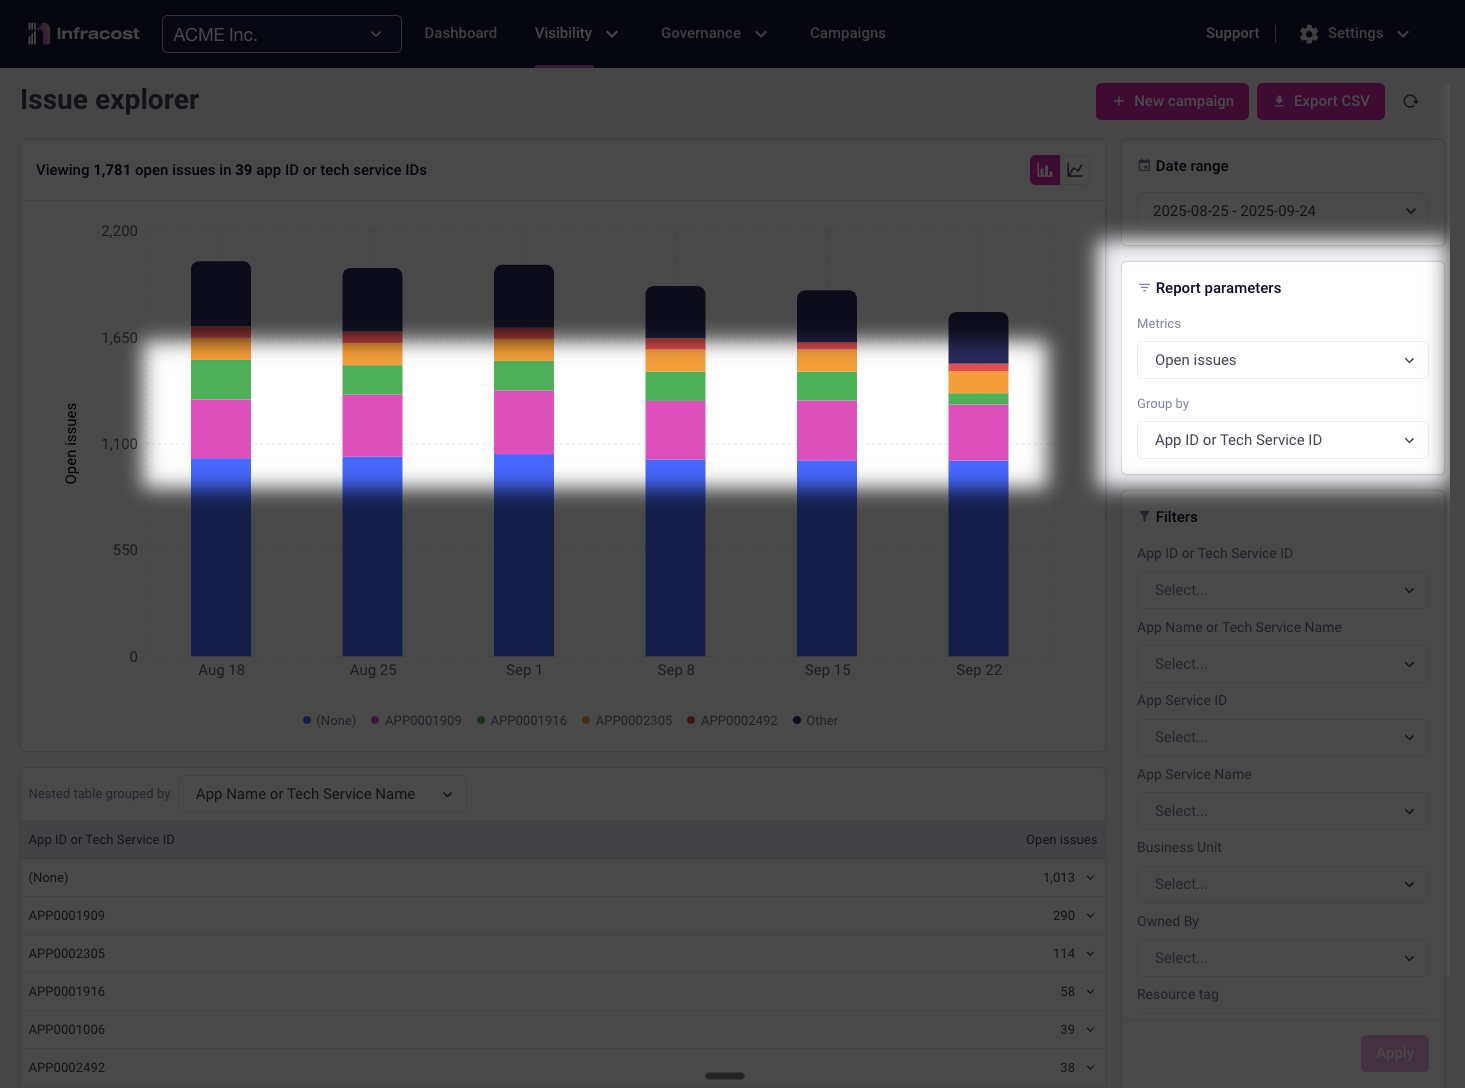 Infracost
ACME Inc.
Dashboard
Visibility
Governance
Campaigns
Support
Settings
Issue explorer
New campaign
Export CSV
Viewing 1,781 open issues in 39 app ID or tech service IDs
2,200
1,650
1,100
550
0
Open issues
Aug 18
Aug 25
Sep 1
Sep 8
Sep 15
Sep 22
(None)
APP0001909
APP0001916
APP0002305
APP0002492
Other
Date range
2025-08-25 - 2025-09-24
Report parameters
Metrics
Open issues
Group by
App ID or Tech Service ID
Filters
App ID or Tech Service ID
Select...
App Name or Tech Service Name
Select...
App Service ID
Select...
App Service Name
Select...
Business Unit
Select...
Owned By
Select...
Resource tag
Apply
Nested table grouped by
App Name or Tech Service Name
App ID or Tech Service ID Open issues
(None) 1,013
APP0001909 290
APP0002305 114
APP0001916 58
APP0001006 39
APP0002492 38